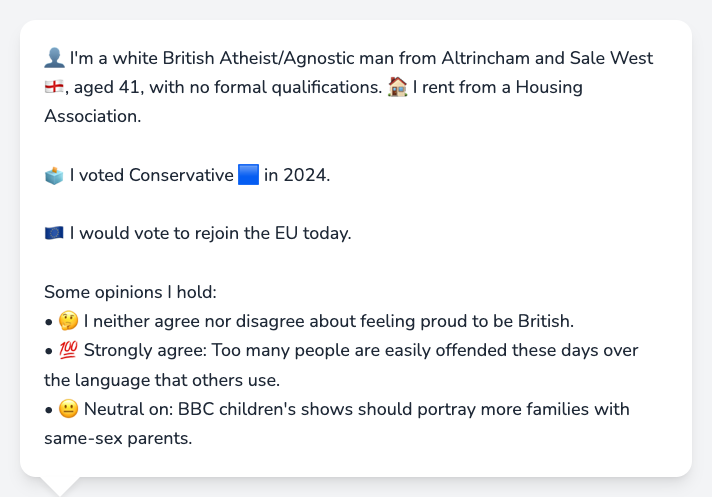 👤 I'm a white British Atheist/Agnostic man from Altrincham and Sale West
🏴󠁧󠁢󠁥󠁮󠁧󠁿, aged 41, with no formal qualifications. 🏠 I rent from a Housing
Association.
🗳️ I voted Conservative 🟦 in 2024.
🇪🇺 I would vote to rejoin the EU today.
Some opinions I hold:
• 🤔 I neither agree nor disagree about feeling proud to be British.
• 💯 Strongly agree: Too many people are easily offended these days over
the language that others use.
• 😐 Neutral on: BBC children's shows should portray more families with
same-sex parents.